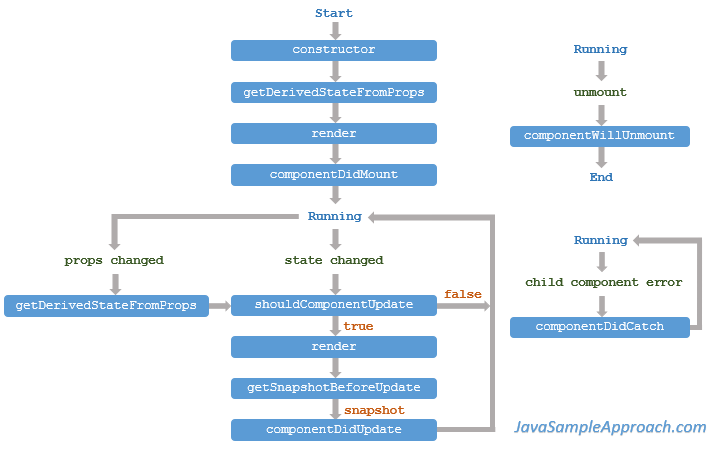 Start
constructor
getDerivedStateFromProps
render
componentDidMount
Running
props changed
state changed
getDerivedStateFromProps
shouldComponentUpdate
false
true
render
getSnapshotBeforeUpdate
snapshot
componentDidUpdate
Running
unmount
componentWillUnmount
End
Running
child component error
componentDidCatch
JavaSampleApproach.com